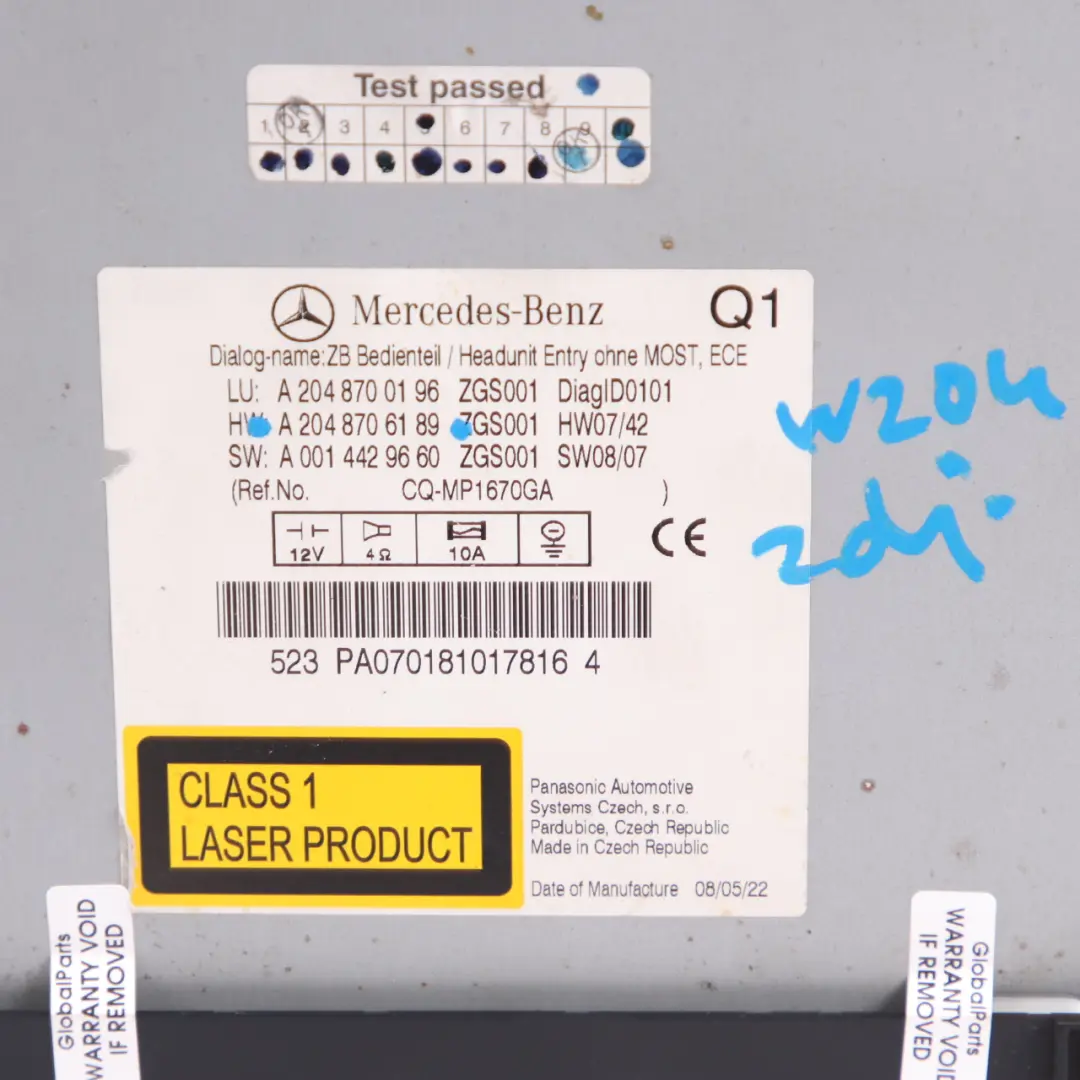 Test passed
1 2 3 4 5 6 7 8 9
Mercedes-Benz Q1
Dialog-name:ZB Bedienteil / Headunit Entry ohne MOST, ECE
LU: A 204 870 01 96 ZGS001 DiagID0101
HW: A 204 870 61 89 ZGS001 HW07/42
SW: A 001 442 96 60 ZGS001 SW08/07
(Ref.No. CQ-MP1670GA )
12V 4Ω 10A
CE
W204
523 PA070181017816 4
CLASS 1
LASER PRODUCT
Panasonic Automotive
Systems Czech, s.r.o.
Pardubice, Czech Republic
Made in Czech Republic
Date of Manufacture 08/05/22
GlobalParts
WARRANTY VOID
IF REMOVED
GlobalParts
WARRANTY VOID
IF REMOVED